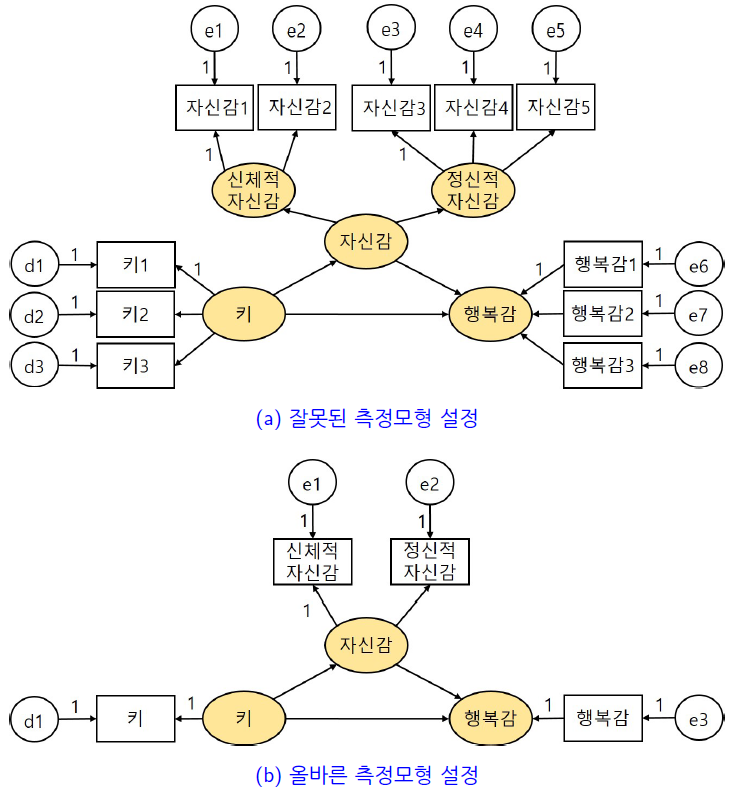 e1 e2 e3 e4 e5
1 1 1 1 1
자신감1 자신감2 자신감3 자신감4 자신감5
1 1
신체적
자신감
정신적
자신감
자신감
d1 1 키1 1 1 행복감1 1 e6
d2 1 키2 키 행복감 행복감2 1 e7
d3 1 키3 행복감3 1 e8
(a) 잘못된 측정모형 설정
e1 e2
1 1
신체적
자신감
정신적
자신감
1
자신감
d1 1 키 1 키 행복감 1 행복감 1 e3
(b) 올바른 측정모형 설정